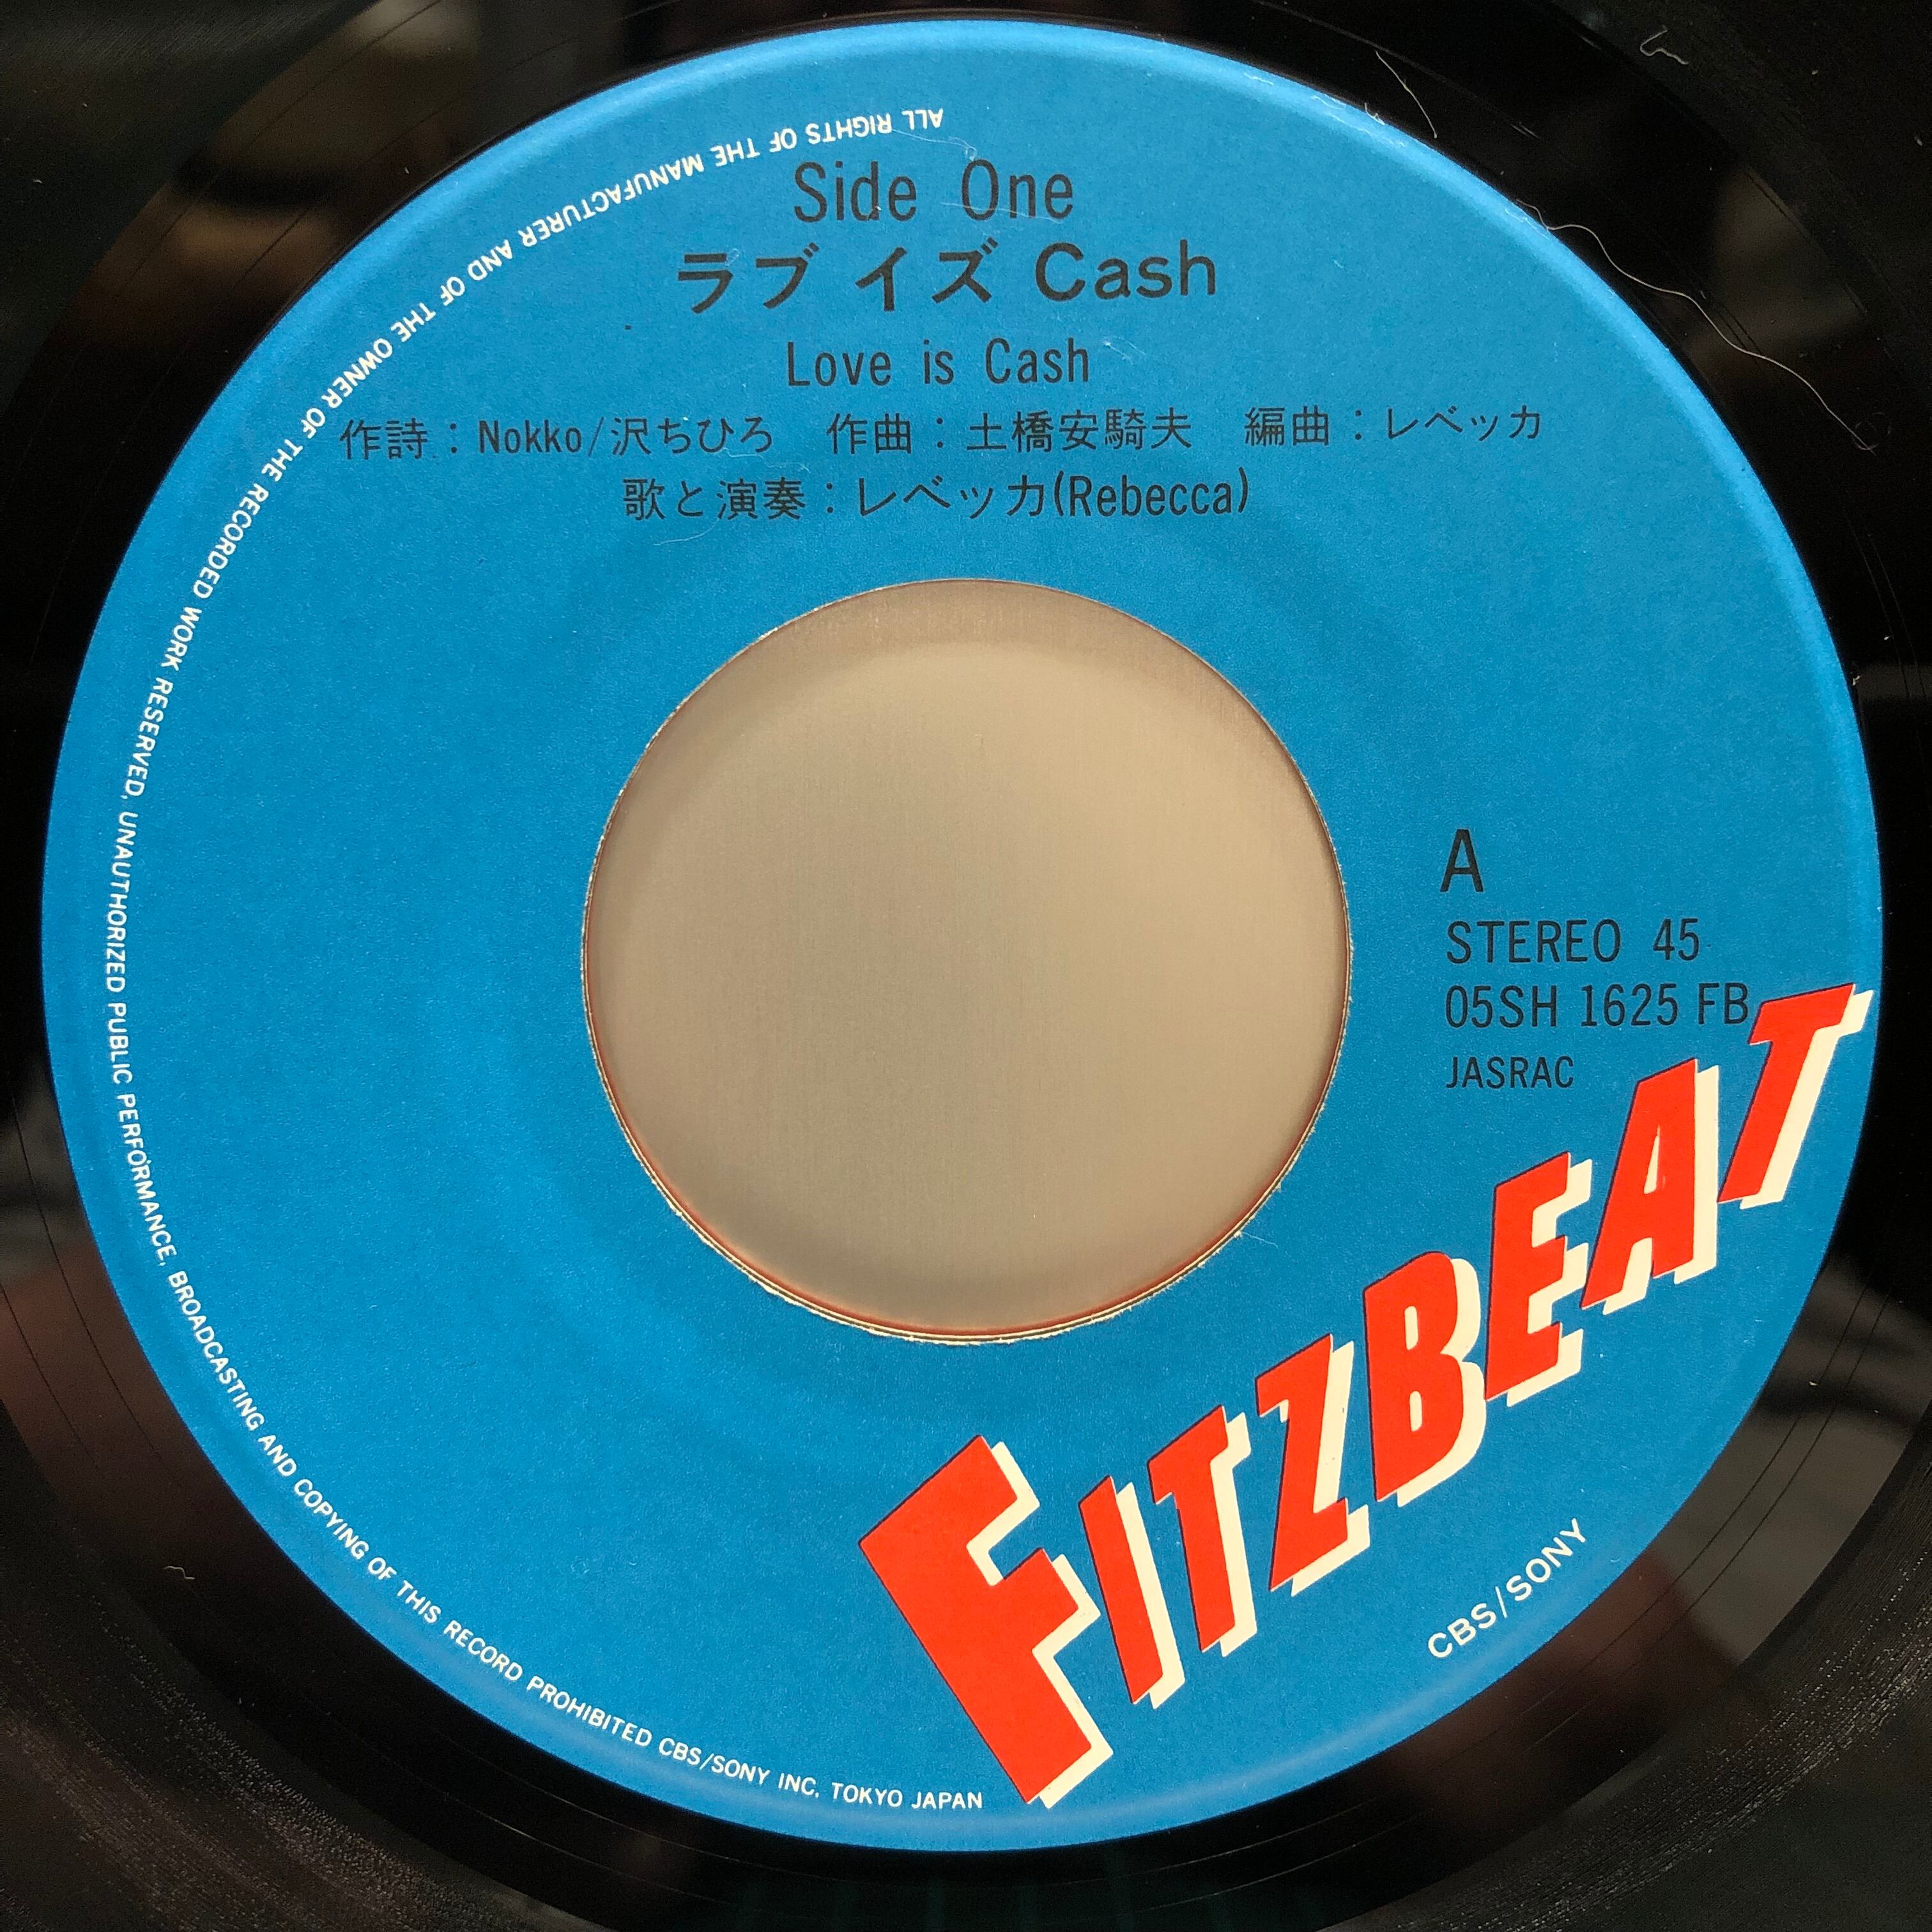 Side One
ラブ イズ Cash
Love is Cash
作詩：Nokko/沢ちひろ 作曲：土橋安騎夫 編曲：レベッカ
歌と演奏：レベッカ(Rebecca)
A
STEREO 45
05SH 1625 FB
JASRAC
FITZBEAT
CBS/SONY
ALL RIGHTS OF THE MANUFACTURER AND OF THE OWNER OF THE RECORDED WORK RESERVED. UNAUTHORIZED PUBLIC PERFORMANCE, BROADCASTING AND COPYING OF THIS RECORD PROHIBITED CBS/SONY INC. TOKYO JAPAN